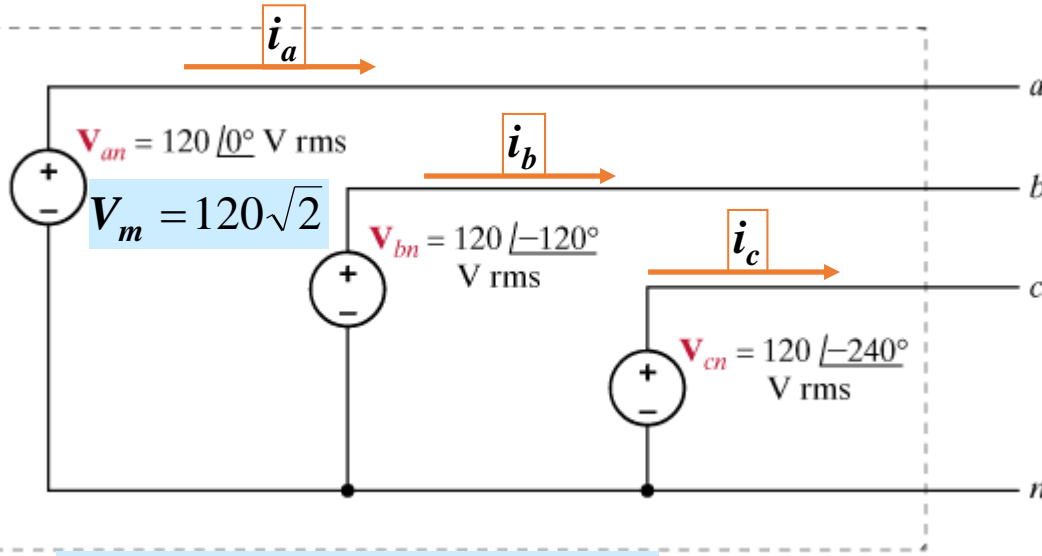 i_a
a
V_an = 120 /0° V rms
V_m = 120√2
i_b
b
V_bn = 120 /−120°
V rms
i_c
c
V_cn = 120 /−240°
V rms
n
+
−
+
−
+
−